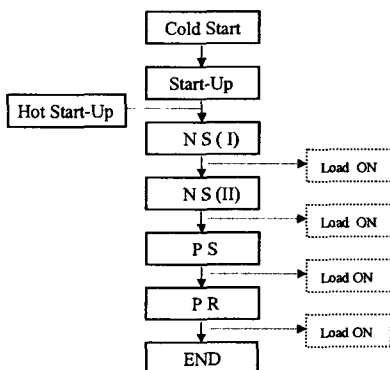 Cold Start
Start-Up
Hot Start-Up
N S ( I )
Load ON
N S (II)
Load ON
P S
Load ON
P R
Load ON
END